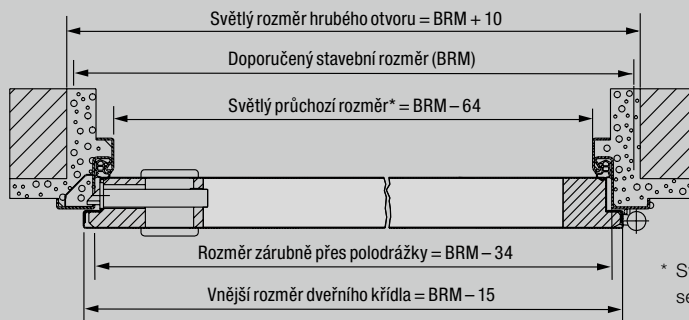 Světlý rozměr hrubého otvoru = BRM + 10
Doporučený stavební rozměr (BRM)
Světlý průchozí rozměr* = BRM – 64
Rozměr zárubně přes polodrážky = BRM – 34
Vnější rozměr dveřního křídla = BRM – 15
*